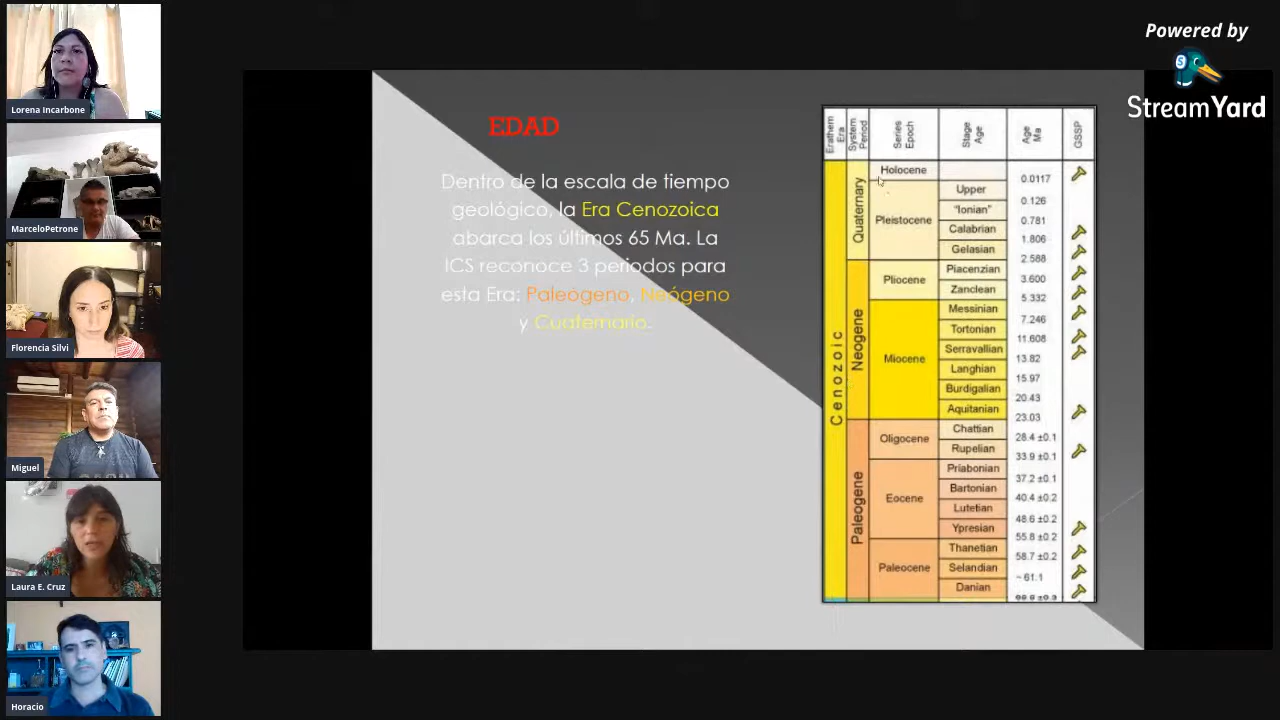 Powered by
StreamYard
Lorena Incarbone
MarceloPetrone
Florencia Silvi
Miguel
Laura E. Cruz
Horacio
EDAD
Dentro de la escala de tiempo
geológico, la Era Cenozoica
abarca los últimos 65 Ma. La
ICS reconoce 3 periodos para
esta Era: Paleógeno, Neógeno
y Cuaternario.
Erathem Era
System Period
Series Epoch
Stage Age
Age Ma
GSSP
Cenozoic
Quaternary
Holocene
0.0117
Pleistocene
Upper
0.126
"Ionian"
0.781
Calabrian
1.806
Gelasian
2.588
Neogene
Pliocene
Piacenzian
3.600
Zanclean
5.332
Miocene
Messinian
7.246
Tortonian
11.608
Serravallian
13.82
Langhian
15.97
Burdigalian
20.43
Aquitanian
23.03
Paleogene
Oligocene
Chattian
28.4 ±0.1
Rupelian
33.9 ±0.1
Eocene
Priabonian
37.2 ±0.1
Bartonian
40.4 ±0.2
Lutetian
48.6 ±0.2
Ypresian
55.8 ±0.2
Paleocene
Thanetian
58.7 ±0.2
Selandian
~ 61.1
Danian